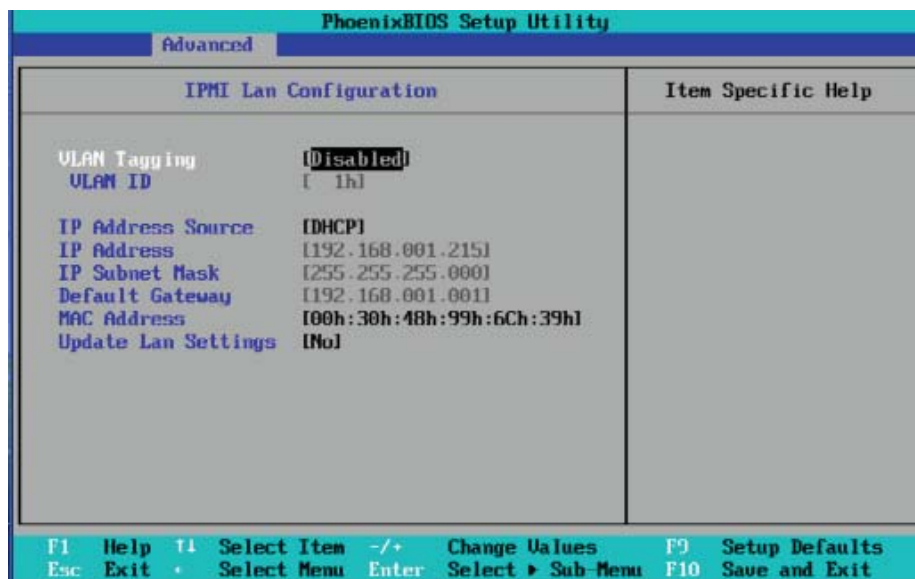 PhoenixBIOS Setup Utility
Advanced
IPMI Lan Configuration
Item Specific Help
VLAN Tagging [Disabled]
VLAN ID [ 1h]
IP Address Source [DHCP]
IP Address [192.168.001.215]
IP Subnet Mask [255.255.255.000]
Default Gateway [192.168.001.001]
MAC Address [00h:30h:48h:99h:6Ch:39h]
Update Lan Settings [No]
F1 Help ↑↓ Select Item -/+ Change Values F9 Setup Defaults
Esc Exit Select Menu Enter Select ▶ Sub-Menu F10 Save and Exit